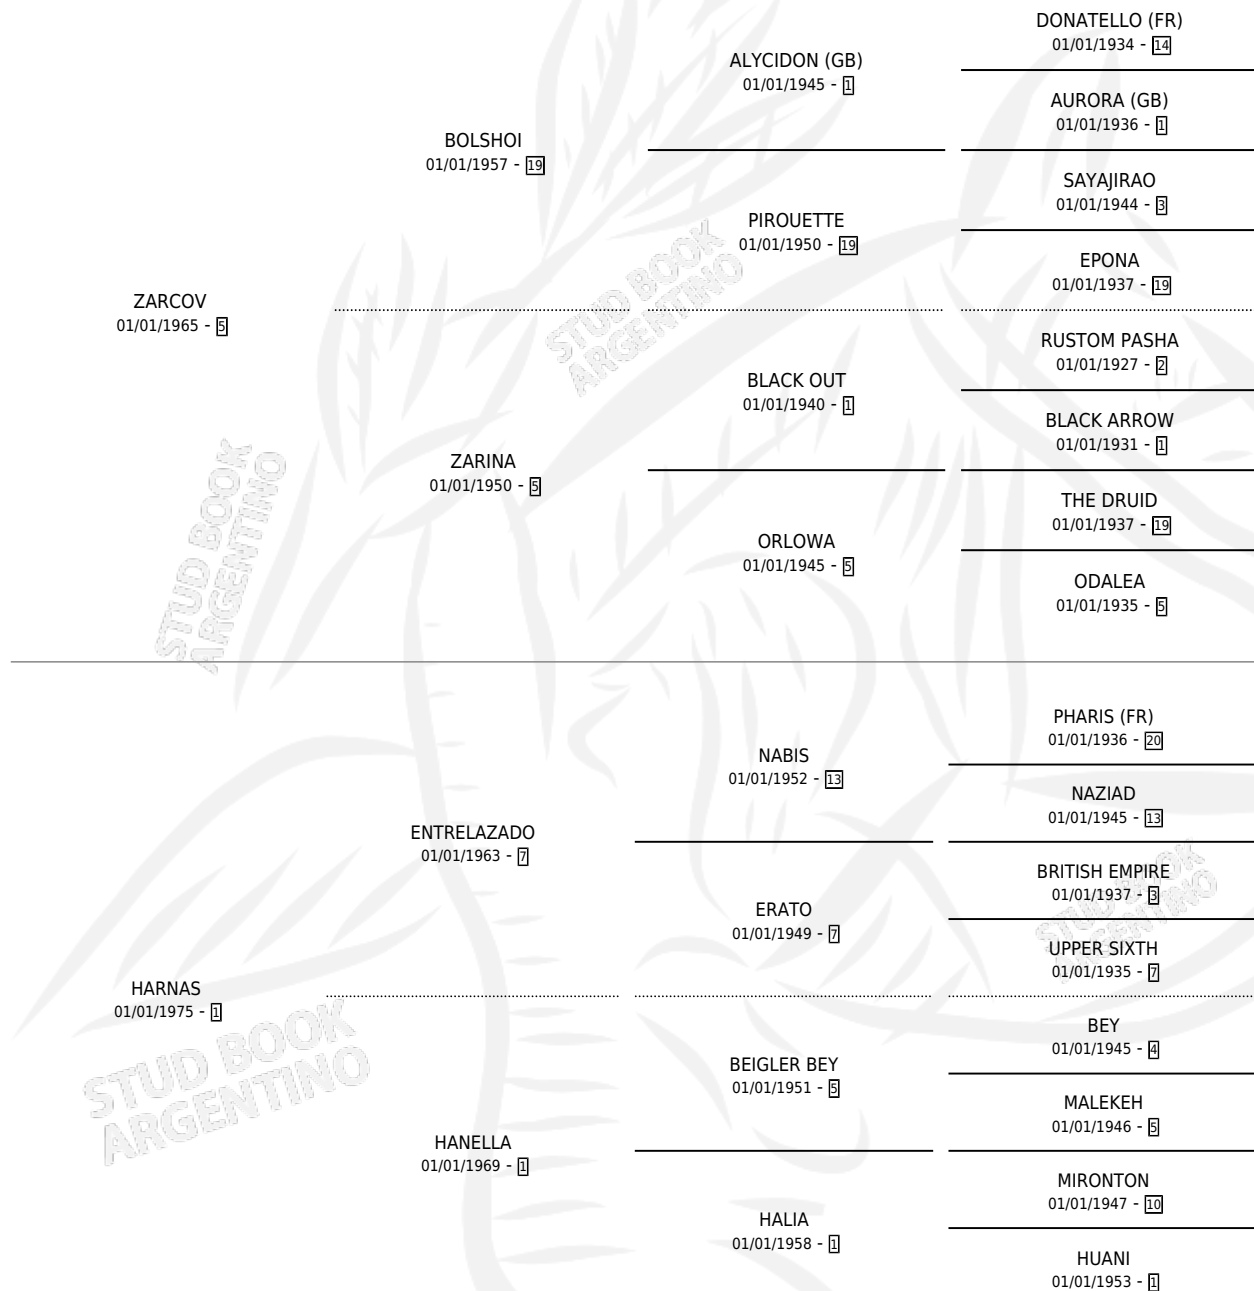 DONATELLO (FR)
01/01/1934 - 14
ALYCIDON (GB)
01/01/1945 - 1
AURORA (GB)
01/01/1936 - 1
BOLSHOI
01/01/1957 - 19
SAYAJIRAO
01/01/1944 - 3
PIROUETTE
01/01/1950 - 19
EPONA
01/01/1937 - 19
ZARCOV
01/01/1965 - 5
STUD BOOK
ARGENTINO
RUSTOM PASHA
01/01/1927 - 2
BLACK OUT
01/01/1940 - 1
BLACK ARROW
01/01/1931 - 1
ZARINA
01/01/1950 - 5
THE DRUID
01/01/1937 - 19
ORLOWA
01/01/1945 - 5
ODALEA
01/01/1935 - 5
STUD BOOK
ARGENTINO
PHARIS (FR)
01/01/1936 - 20
NABIS
01/01/1952 - 13
NAZIAD
01/01/1945 - 13
ENTRELAZADO
01/01/1963 - 7
BRITISH EMPIRE
01/01/1937 - 3
ERATO
01/01/1949 - 7
UPPER SIXTH
01/01/1935 - 7
STUD BOOK
ARGENTINO
HARNAS
01/01/1975 - 1
BEY
01/01/1945 - 4
BEIGLER BEY
01/01/1951 - 5
MALEKEH
01/01/1946 - 5
STUD BOOK
ARGENTINO
HANELLA
01/01/1969 - 1
MIRONTON
01/01/1947 - 10
HALIA
01/01/1958 - 1
HUANI
01/01/1953 - 1